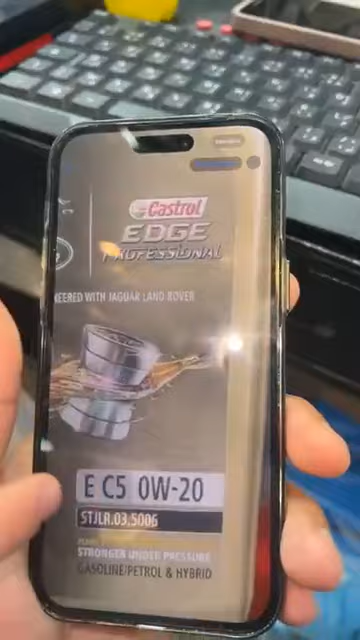 Castrol
EDGE
PROFESSIONAL
EERED WITH JAGUAR LAND ROVER
E C5 0W-20
STJLR.03.5006
STRONGER UNDER PRESSURE
GASOLINE/PETROL & HYBRID